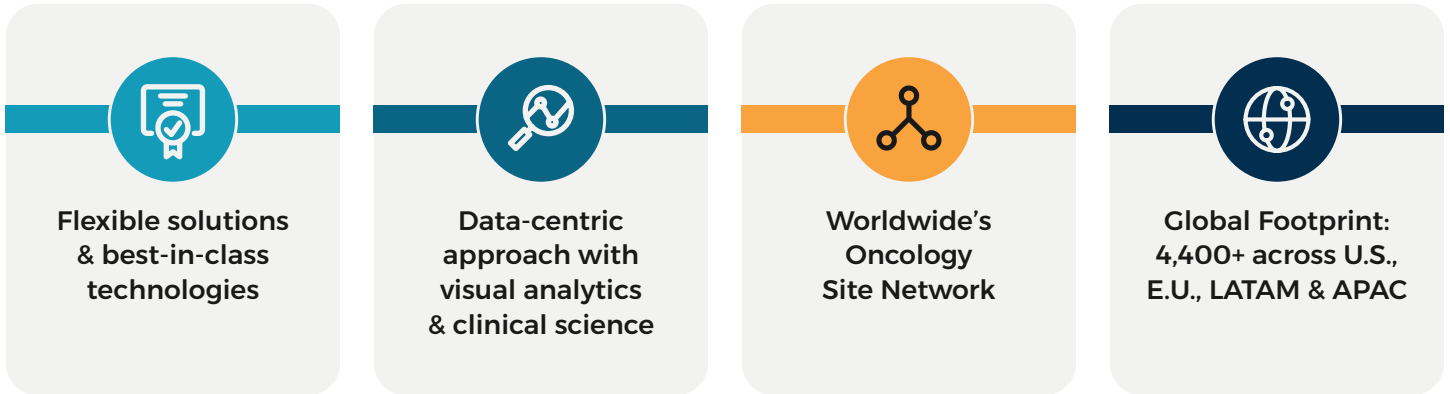 Flexible solutions
& best-in-class
technologies
Data-centric
approach with
visual analytics
& clinical science
Worldwide’s
Oncology
Site Network
Global Footprint:
4,400+ across U.S.,
E.U., LATAM & APAC